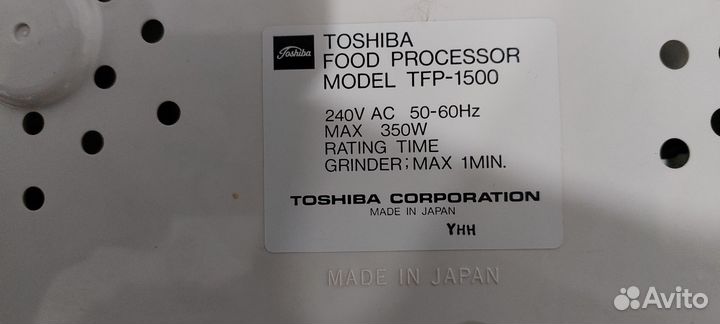 Toshiba
TOSHIBA
FOOD PROCESSOR
MODEL TFP-1500
240V AC 50-60Hz
MAX 350W
RATING TIME
GRINDER; MAX 1MIN.
TOSHIBA CORPORATION
MADE IN JAPAN
YHH
MADE IN JAPAN
Avito